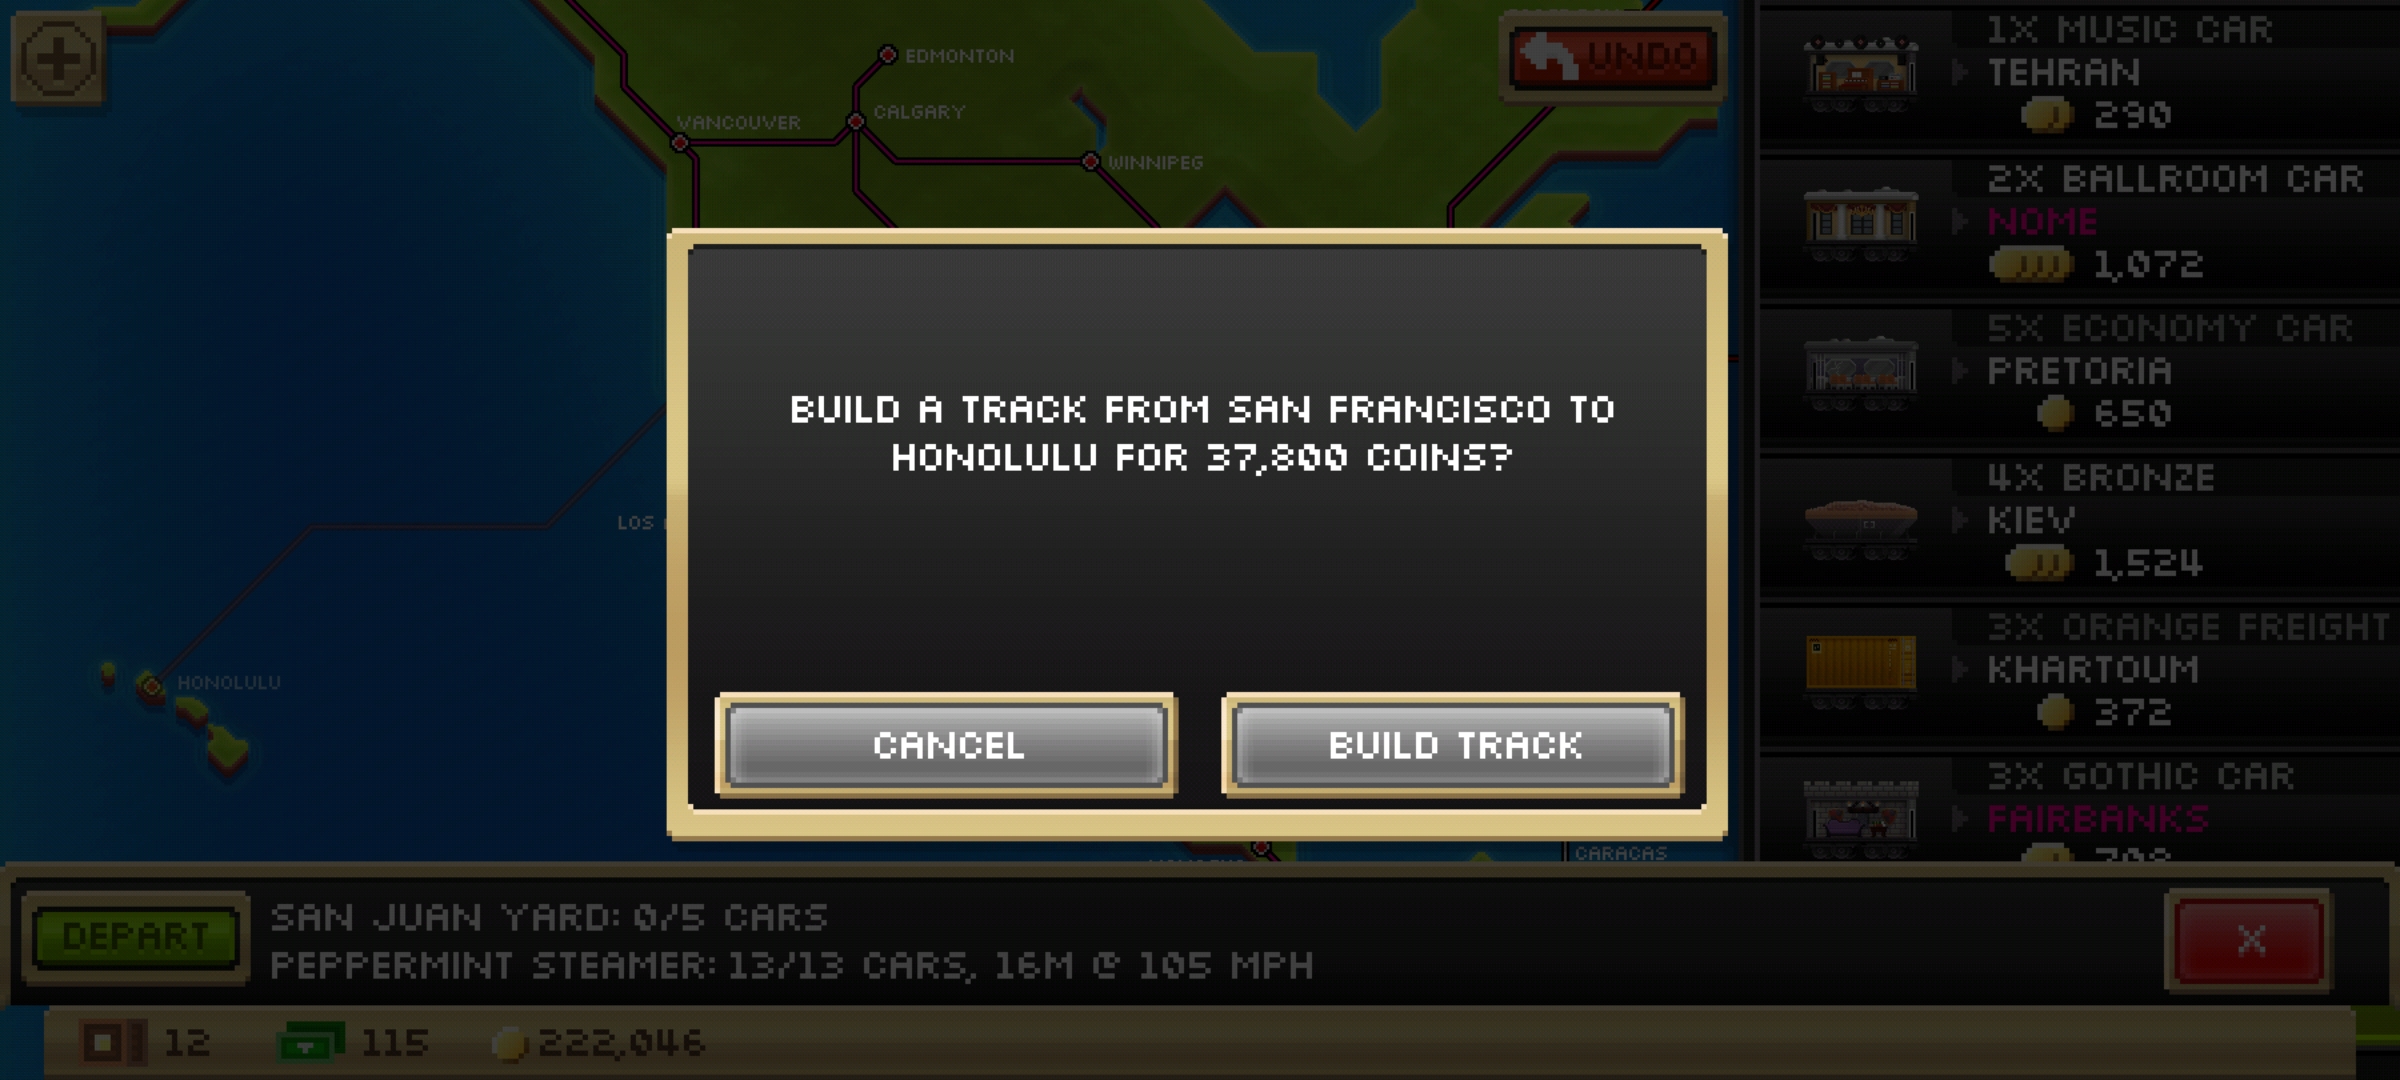 EDMONTON
VANCOUVER
CALGARY
WINNIPEG
UNDO
1X MUSIC CAR
TEHRAN
290
2X BALLROOM CAR
NOME
1,072
5X ECONOMY CAR
PRETORIA
650
4X BRONZE
KIEV
1,524
3X ORANGE FREIGHT
KHARTOUM
372
3X GOTHIC CAR
FAIRBANKS
BUILD A TRACK FROM SAN FRANCISCO TO
HONOLULU FOR 37,800 COINS?
CANCEL
BUILD TRACK
LOS
HONOLULU
CARACAS
DEPART
SAN JUAN YARD: 0/5 CARS
PEPPERMINT STEAMER: 13/13 CARS, 16M @ 105 MPH
X
12
115
222,046